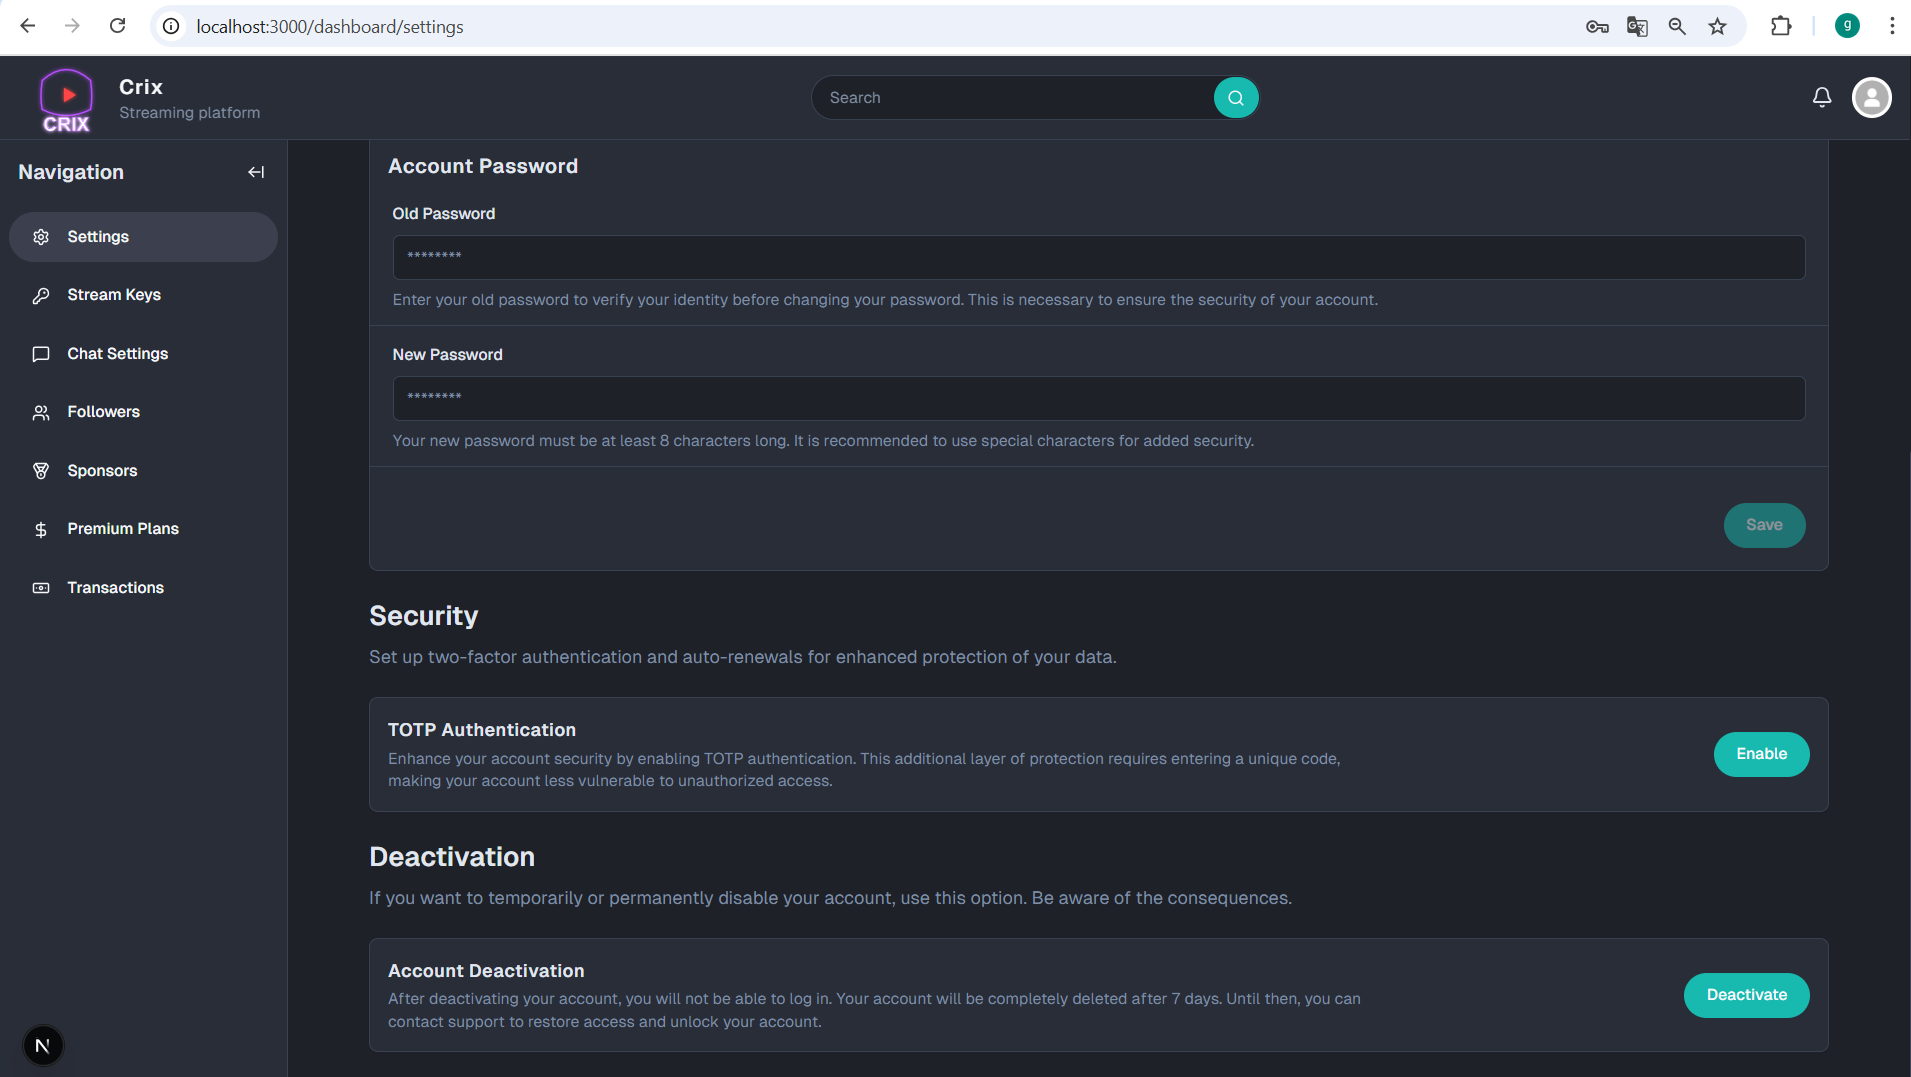 localhost:3000/dashboard/settings
g
CRIX
Crix
Streaming platform
Search
Navigation
Settings
Stream Keys
Chat Settings
Followers
Sponsors
Premium Plans
Transactions
N
Account Password
Old Password
********
Enter your old password to verify your identity before changing your password. This is necessary to ensure the security of your account.
New Password
********
Your new password must be at least 8 characters long. It is recommended to use special characters for added security.
Save
Security
Set up two-factor authentication and auto-renewals for enhanced protection of your data.
TOTP Authentication
Enhance your account security by enabling TOTP authentication. This additional layer of protection requires entering a unique code,
making your account less vulnerable to unauthorized access.
Enable
Deactivation
If you want to temporarily or permanently disable your account, use this option. Be aware of the consequences.
Account Deactivation
After deactivating your account, you will not be able to log in. Your account will be completely deleted after 7 days. Until then, you can
contact support to restore access and unlock your account.
Deactivate